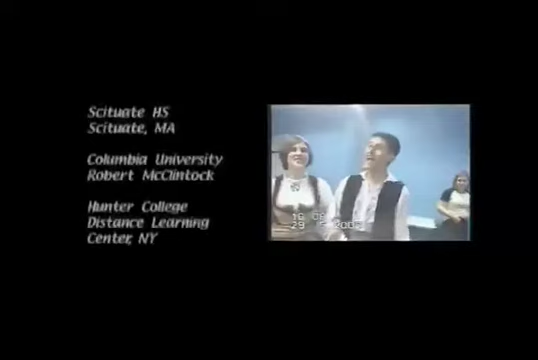 Scituate HS
Scituate, MA
Columbia University
Robert McClintock
Hunter College
Distance Learning
Center, NY